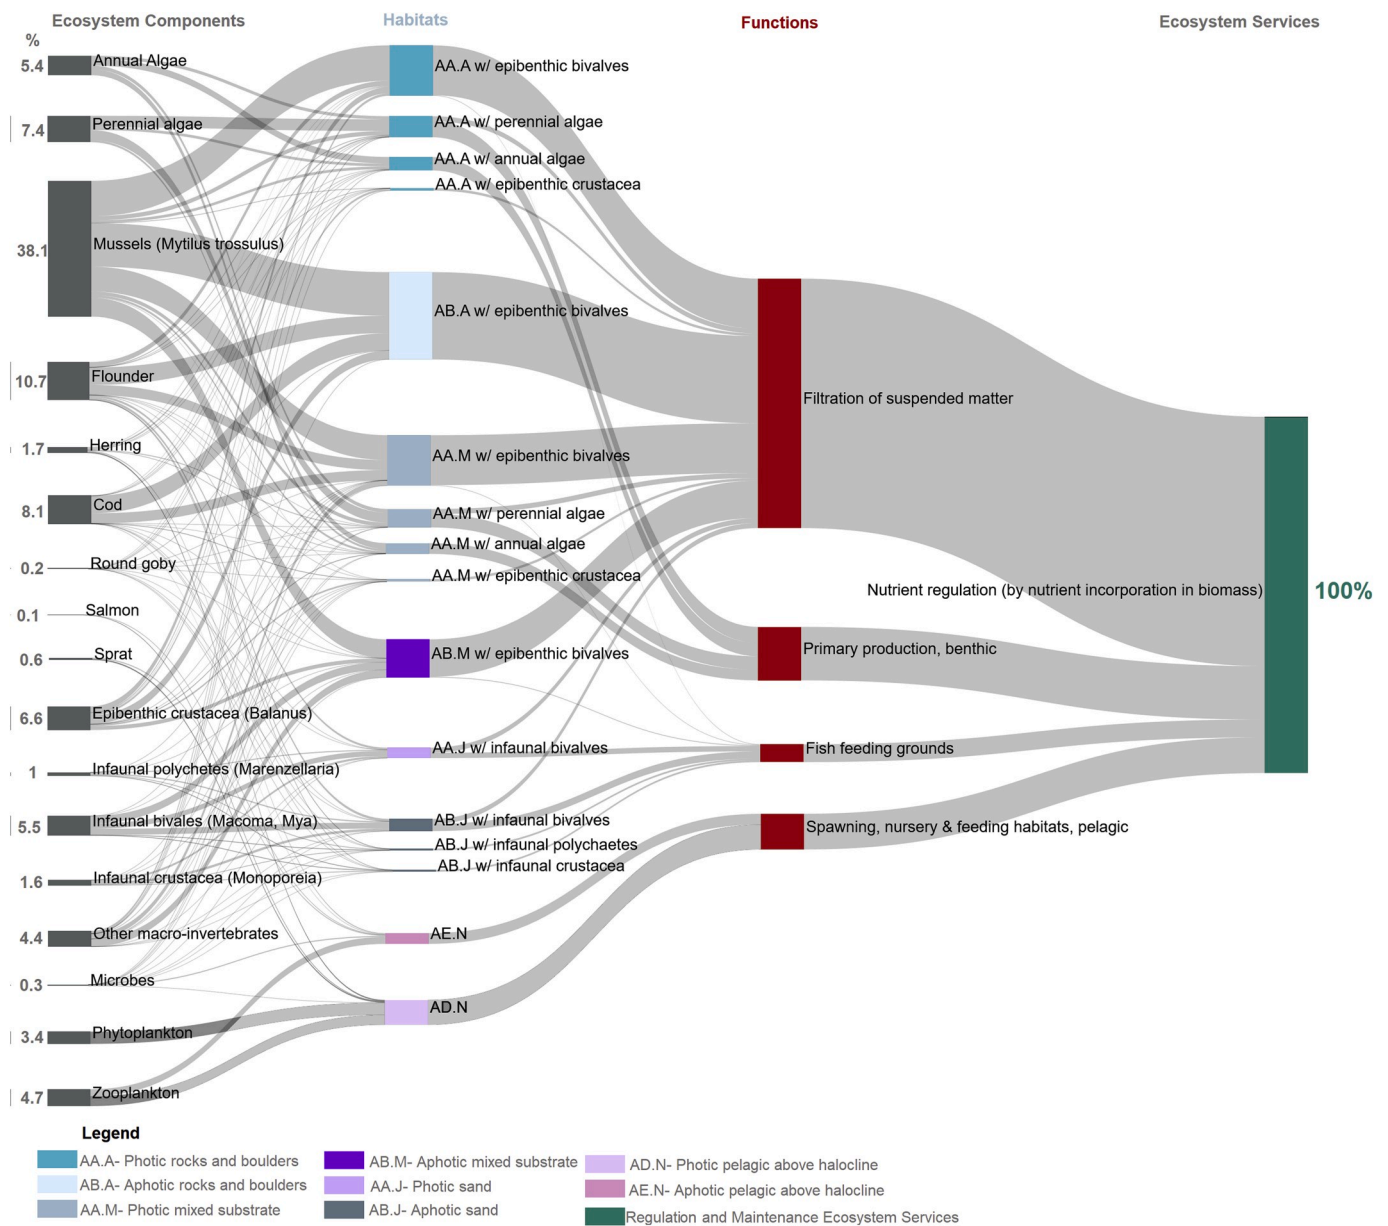 Ecosystem Components
Habitats
Functions
Ecosystem Services
%
5.4 Annual Algae
7.4 Perennial algae
38.1 Mussels (Mytilus trossulus)
10.7 Flounder
1.7 Herring
8.1 Cod
0.2 Round goby
0.1 Salmon
0.6 Sprat
6.6 Epibenthic crustacea (Balanus)
1 Infaunal polychetes (Marenzellaria)
5.5 Infaunal bivales (Macoma, Mya)
1.6 Infaunal crustacea (Monoporeia)
4.4 Other macro-invertebrates
0.3 Microbes
3.4 Phytoplankton
4.7 Zooplankton
AA.A w/ epibenthic bivalves
AA.A w/ perennial algae
AA.A w/ annual algae
AA.A w/ epibenthic crustacea
AB.A w/ epibenthic bivalves
AA.M w/ epibenthic bivalves
AA.M w/ perennial algae
AA.M w/ annual algae
AA.M w/ epibenthic crustacea
AB.M w/ epibenthic bivalves
AA.J w/ infaunal bivalves
AB.J w/ infaunal bivalves
AB.J w/ infaunal polychaetes
AB.J w/ infaunal crustacea
AE.N
AD.N
Filtration of suspended matter
Primary production, benthic
Fish feeding grounds
Spawning, nursery & feeding habitats, pelagic
Nutrient regulation (by nutrient incorporation in biomass)
100%
Legend
AA.A- Photic rocks and boulders
AB.A- Aphotic rocks and boulders
AA.M- Photic mixed substrate
AB.M- Aphotic mixed substrate
AA.J- Photic sand
AB.J- Aphotic sand
AD.N- Photic pelagic above halocline
AE.N- Aphotic pelagic above halocline
Regulation and Maintenance Ecosystem Services